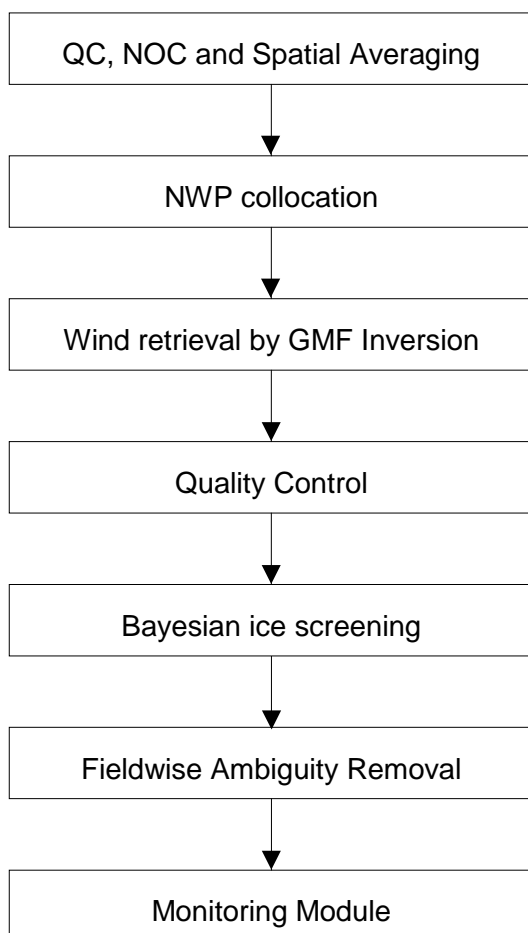 QC, NOC and Spatial Averaging
NWP collocation
Wind retrieval by GMF Inversion
Quality Control
Bayesian ice screening
Fieldwise Ambiguity Removal
Monitoring Module